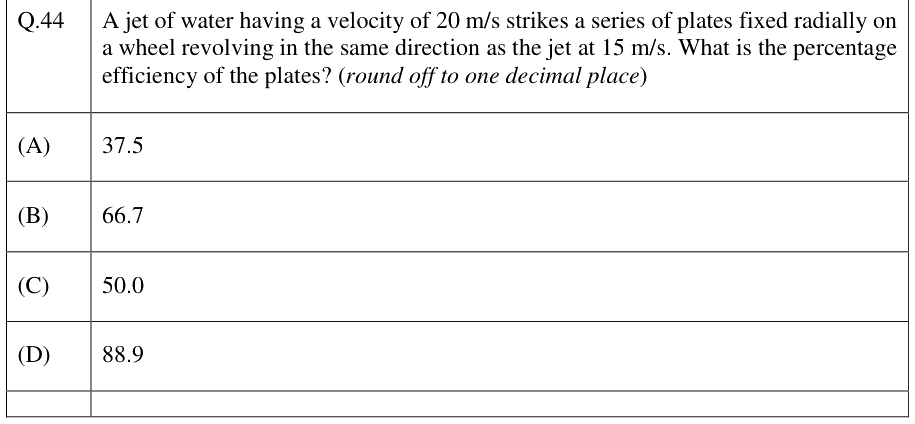 Q.44 A jet of water having a velocity of 20 m/s strikes a series of plates fixed radially on
a wheel revolving in the same direction as the jet at 15 m/s. What is the percentage
efficiency of the plates? (round off to one decimal place)
(A) 37.5
(B) 66.7
(C) 50.0
(D) 88.9